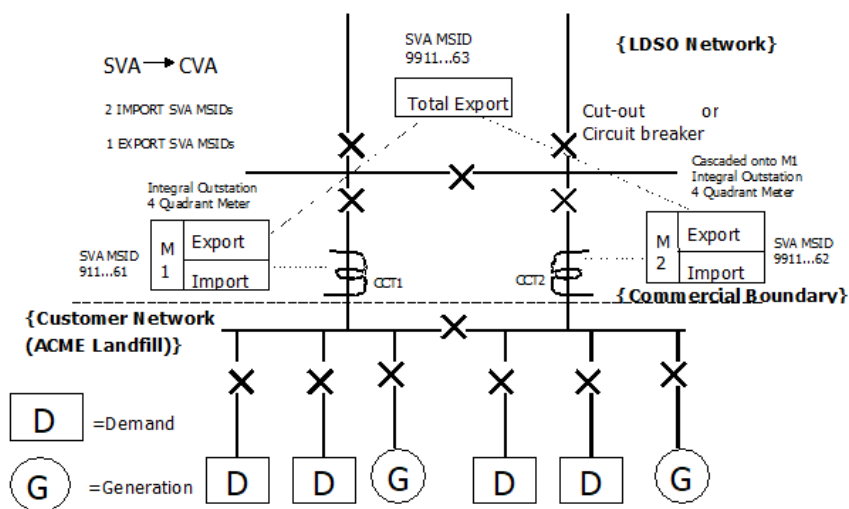 SVA MSID
9911...63
{LDSO Network}
SVA → CVA
Total Export
2 IMPORT SVA MSIDs
Cut-out or
Circuit breaker
1 EXPORT SVA MSIDS
Cascaded onto M1
Integral Outstation
4 Quadrant Meter
Integral Outstation
4 Quadrant Meter
SVA MSID
911...61
M
1
Export
Import
CCT1
CCT2
M
2
Export
Import
SVA MSID
9911...62
{Commercial Boundary}
{Customer Network
(ACME Landfill)}
D
=Demand
G
=Generation
D
D
G
D
D
G